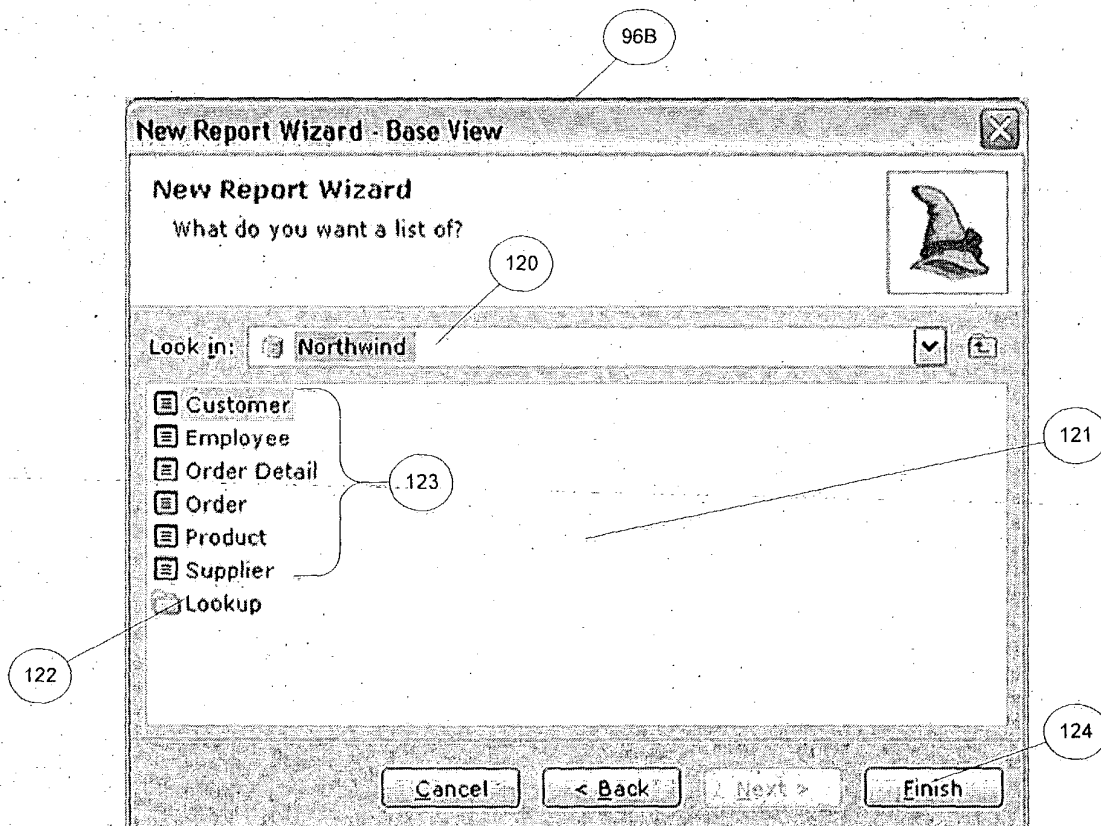 96B
New Report Wizard - Base View
New Report Wizard
What do you want a list of?
120
Look in: Northwind
Customer
Employee
Order Detail
Order
Product
Supplier
Lookup
123
121
122
124
Cancel < Back Next > Finish